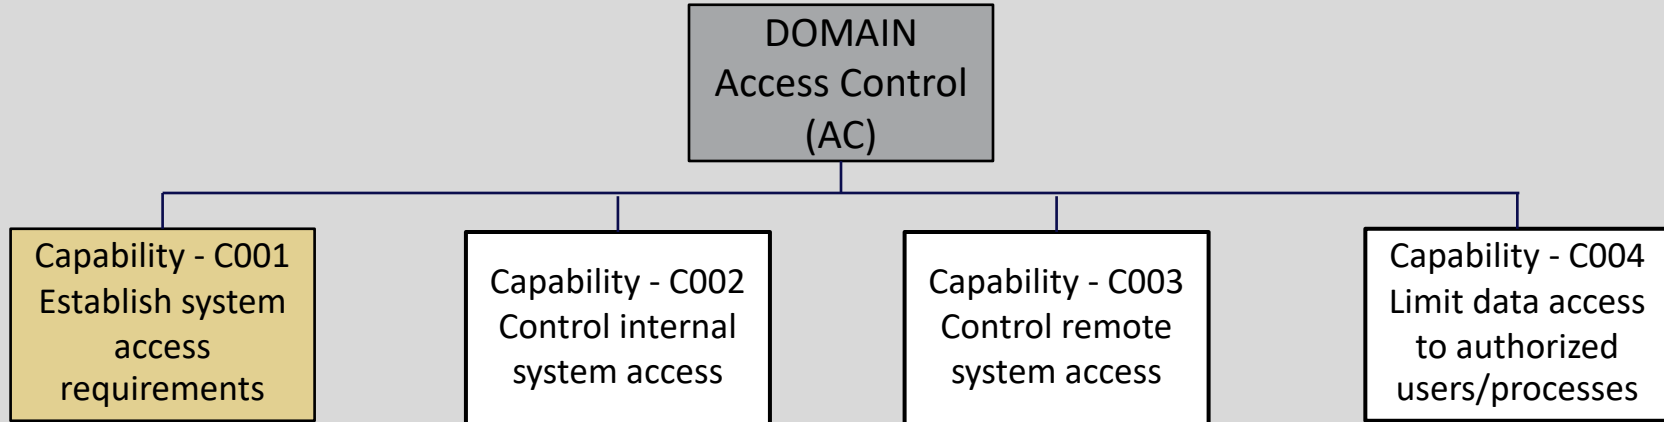 DOMAIN
Access Control
(AC)
Capability - C001
Establish system
access
requirements
Capability - C002
Control internal
system access
Capability - C003
Control remote
system access
Capability - C004
Limit data access
to authorized
users/processes